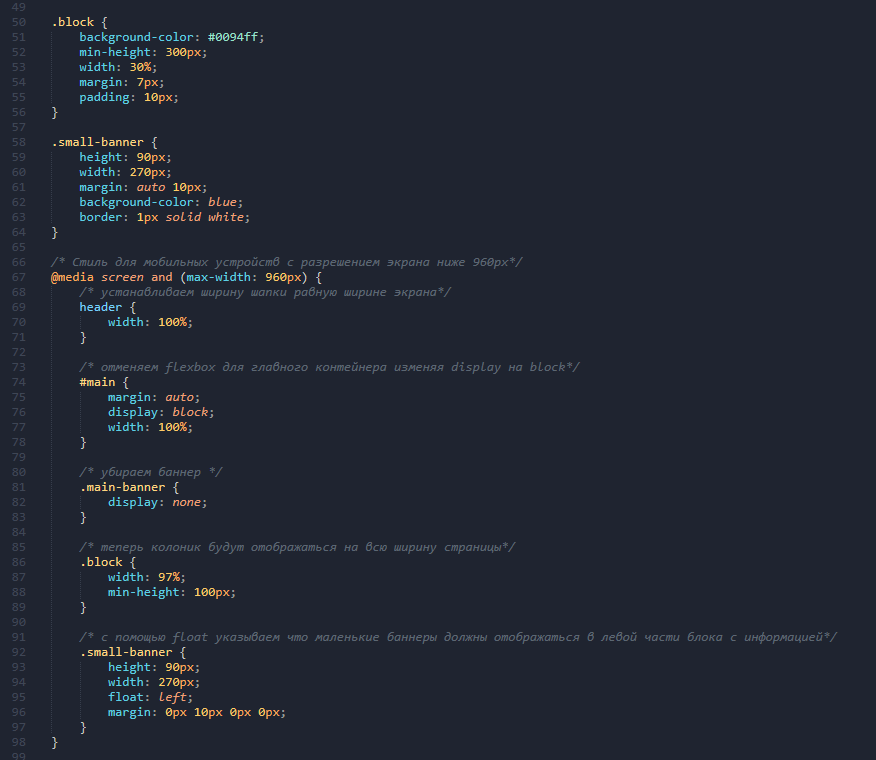 49
50 .block {
51 background-color: #0094ff;
52 min-height: 300px;
53 width: 30%;
54 margin: 7px;
55 padding: 10px;
56 }
57
58 .small-banner {
59 height: 90px;
60 width: 270px;
61 margin: auto 10px;
62 background-color: blue;
63 border: 1px solid white;
64 }
65
66 /* Стиль для мобильных устройств с разрешением экрана ниже 960px*/
67 @media screen and (max-width: 960px) {
68 /* устанавливаем ширину шапки равную ширине экрана*/
69 header {
70 width: 100%;
71 }
72
73 /* отменяем flexbox для главного контейнера изменяя display на block*/
74 #main {
75 margin: auto;
76 display: block;
77 width: 100%;
78 }
79
80 /* убираем баннер */
81 .main-banner {
82 display: none;
83 }
84
85 /* теперь колоник будут отображаться на всю ширину страницы*/
86 .block {
87 width: 97%;
88 min-height: 100px;
89 }
90
91 /* с помощью float указываем что маленькие баннеры должны отображаться в левой части блока с информацией*/
92 .small-banner {
93 height: 90px;
94 width: 270px;
95 float: left;
96 margin: 0px 10px 0px 0px;
97 }
98 }
99